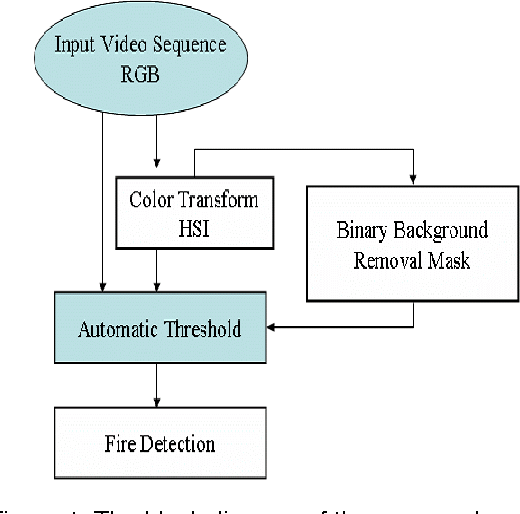 Input Video Sequence
RGB
Color Transform
HSI
Binary Background
Removal Mask
Automatic Threshold
Fire Detection